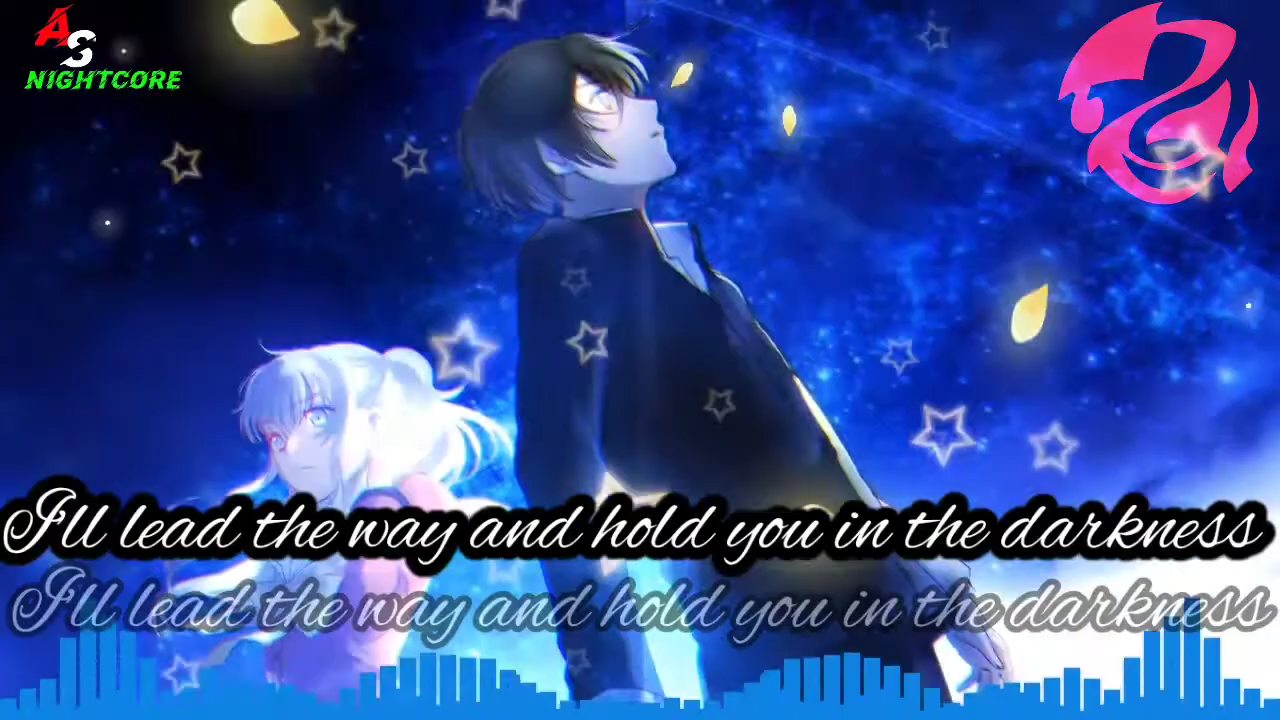 AS
NIGHTCORE
I'll lead the way and hold you in the darkness
I'll lead the way and hold you in the darkness